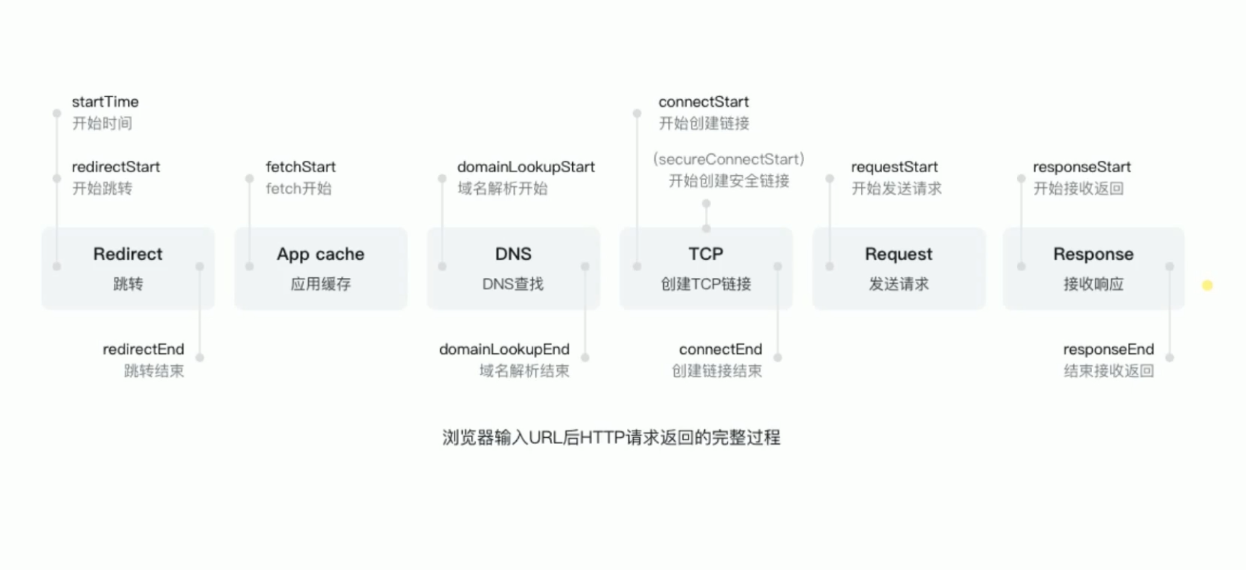 startTime
开始时间
connectStart
开始创建链接
redirectStart
开始跳转
fetchStart
fetch开始
domainLookupStart
域名解析开始
(secureConnectStart)
开始创建安全链接
requestStart
开始发送请求
responseStart
开始接收返回
Redirect
跳转
App cache
应用缓存
DNS
DNS查找
TCP
创建TCP链接
Request
发送请求
Response
接收响应
redirectEnd
跳转结束
domainLookupEnd
域名解析结束
connectEnd
创建链接结束
responseEnd
结束接收返回
浏览器输入URL后HTTP请求返回的完整过程